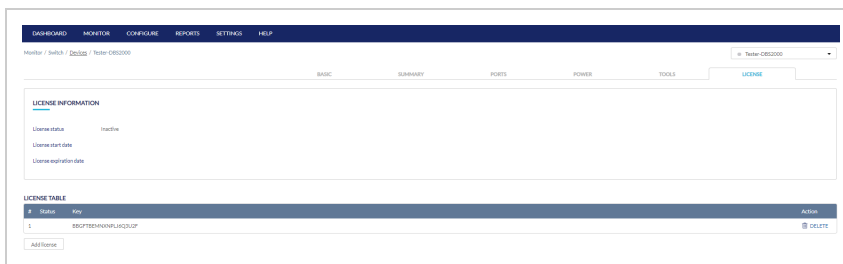 DASHBOARD MONITOR CONFIGURE REPORTS SETTINGS HELP
Monitor / Switch / Devices / Tester-DBS2000
Tester-DBS2000
BASIC SUMMARY PORTS POWER TOOLS LICENSE
LICENSE INFORMATION
License status Inactive
License start date
License expiration date
LICENSE TABLE
# Status Key Action
1 DELETE
Add license